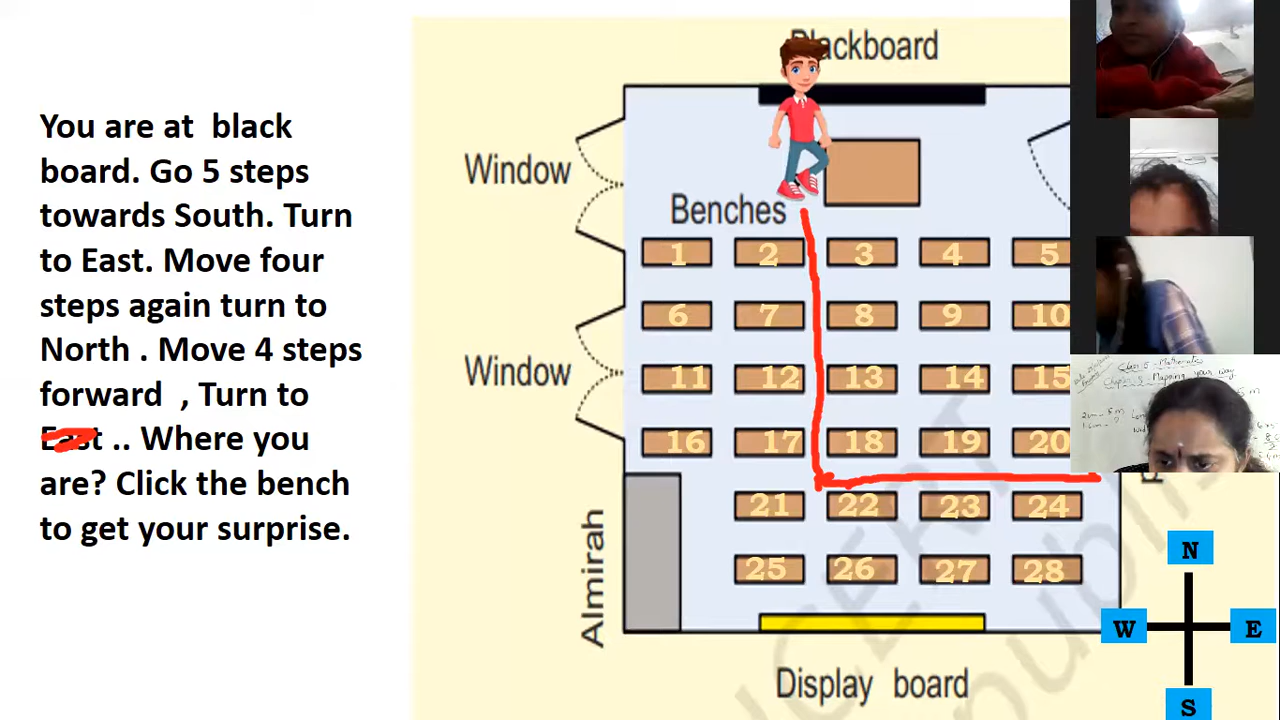 You are at black
board. Go 5 steps
towards South. Turn
to East. Move four
steps again turn to
North . Move 4 steps
forward , Turn to
East .. Where you
are? Click the bench
to get your surprise.
Blackboard
Window
Benches
1 2 3 4 5
6 7 8 9 10
Window
11 12 13 14 15
16 17 18 19 20
21 22 23 24
25 26 27 28
Almirah
Display board
N
W E
S
Class 5 - Mathematics